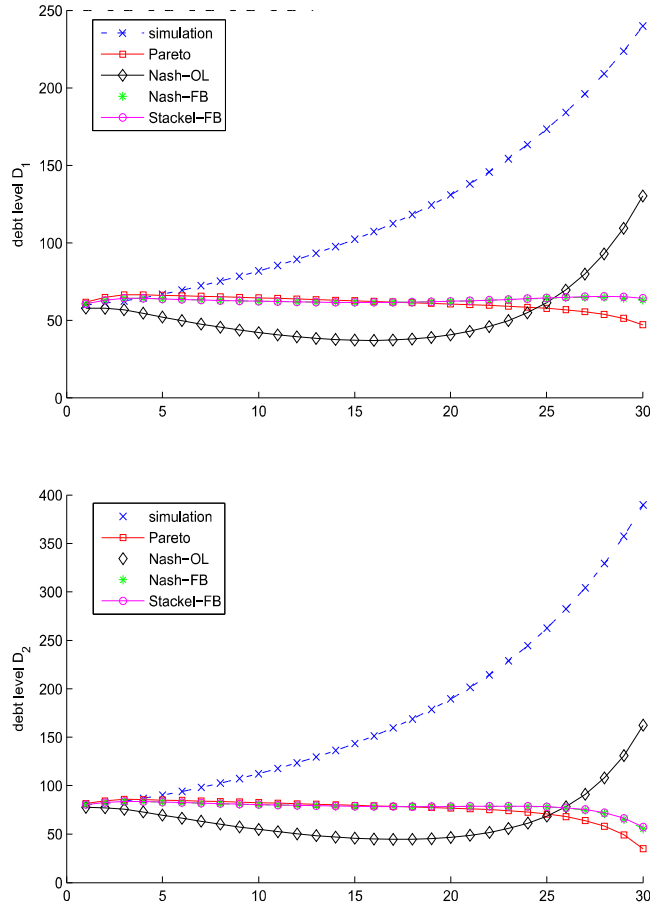 250
200
150
100
50
0
debt level D1
simulation
Pareto
Nash-OL
Nash-FB
Stackel-FB
0 5 10 15 20 25 30
400
350
300
250
200
150
100
50
0
debt level D2
simulation
Pareto
Nash-OL
Nash-FB
Stackel-FB
0 5 10 15 20 25 30